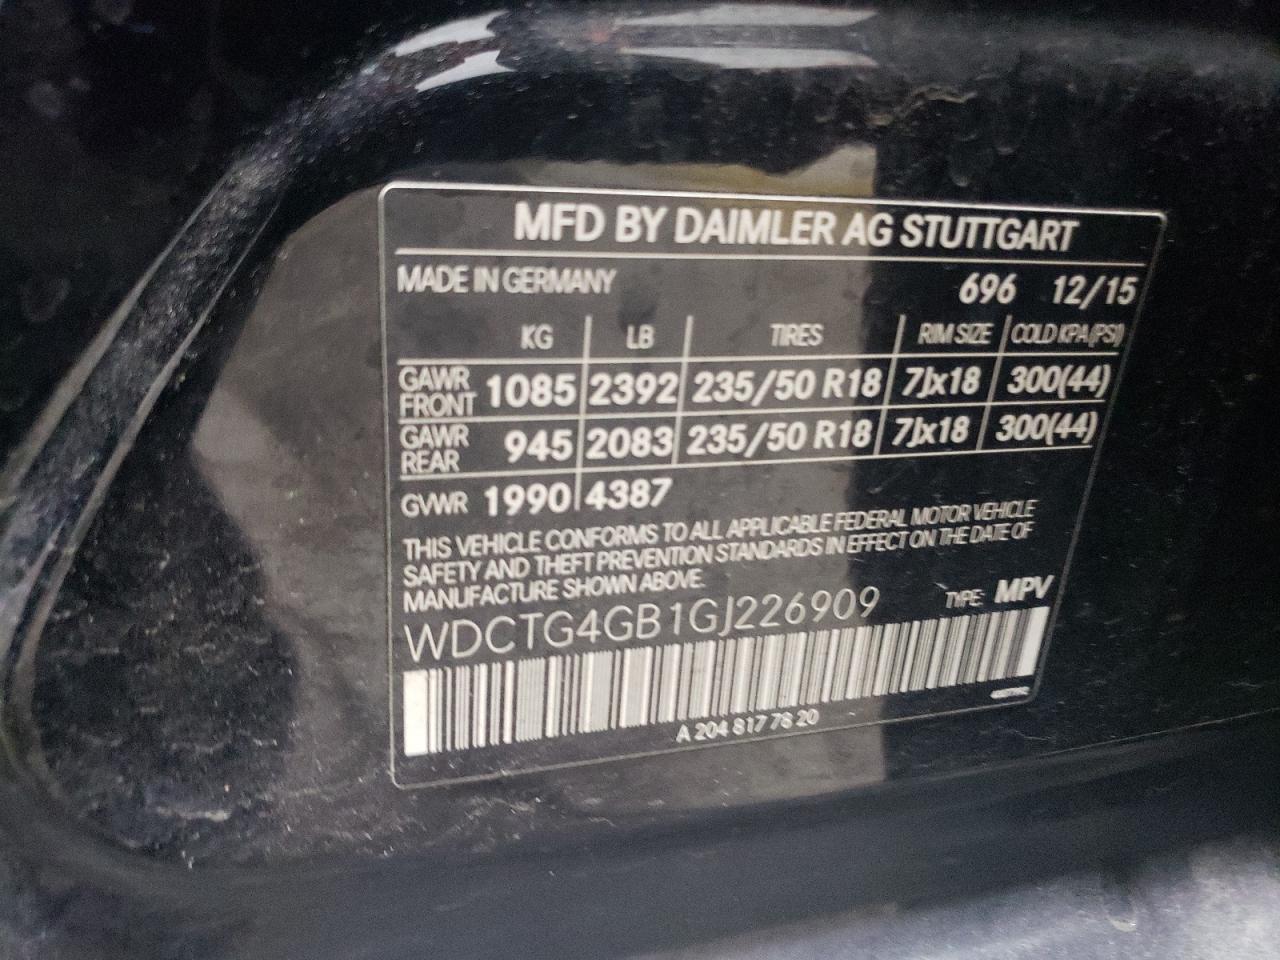 MFD BY DAIMLER AG STUTTGART
MADE IN GERMANY 696 12/15
KG LB TIRES RIM SIZE COLD KPA(PSI)
GAWR FRONT 1085 2392 235/50 R18 7Jx18 300(44)
GAWR REAR 945 2083 235/50 R18 7Jx18 300(44)
GVWR 1990 4387
THIS VEHICLE CONFORMS TO ALL APPLICABLE FEDERAL MOTOR VEHICLE
SAFETY AND THEFT PREVENTION STANDARDS IN EFFECT ON THE DATE OF
MANUFACTURE SHOWN ABOVE.
WDCTG4GB1GJ226909 TYPE: MPV
A 204 817 78 20